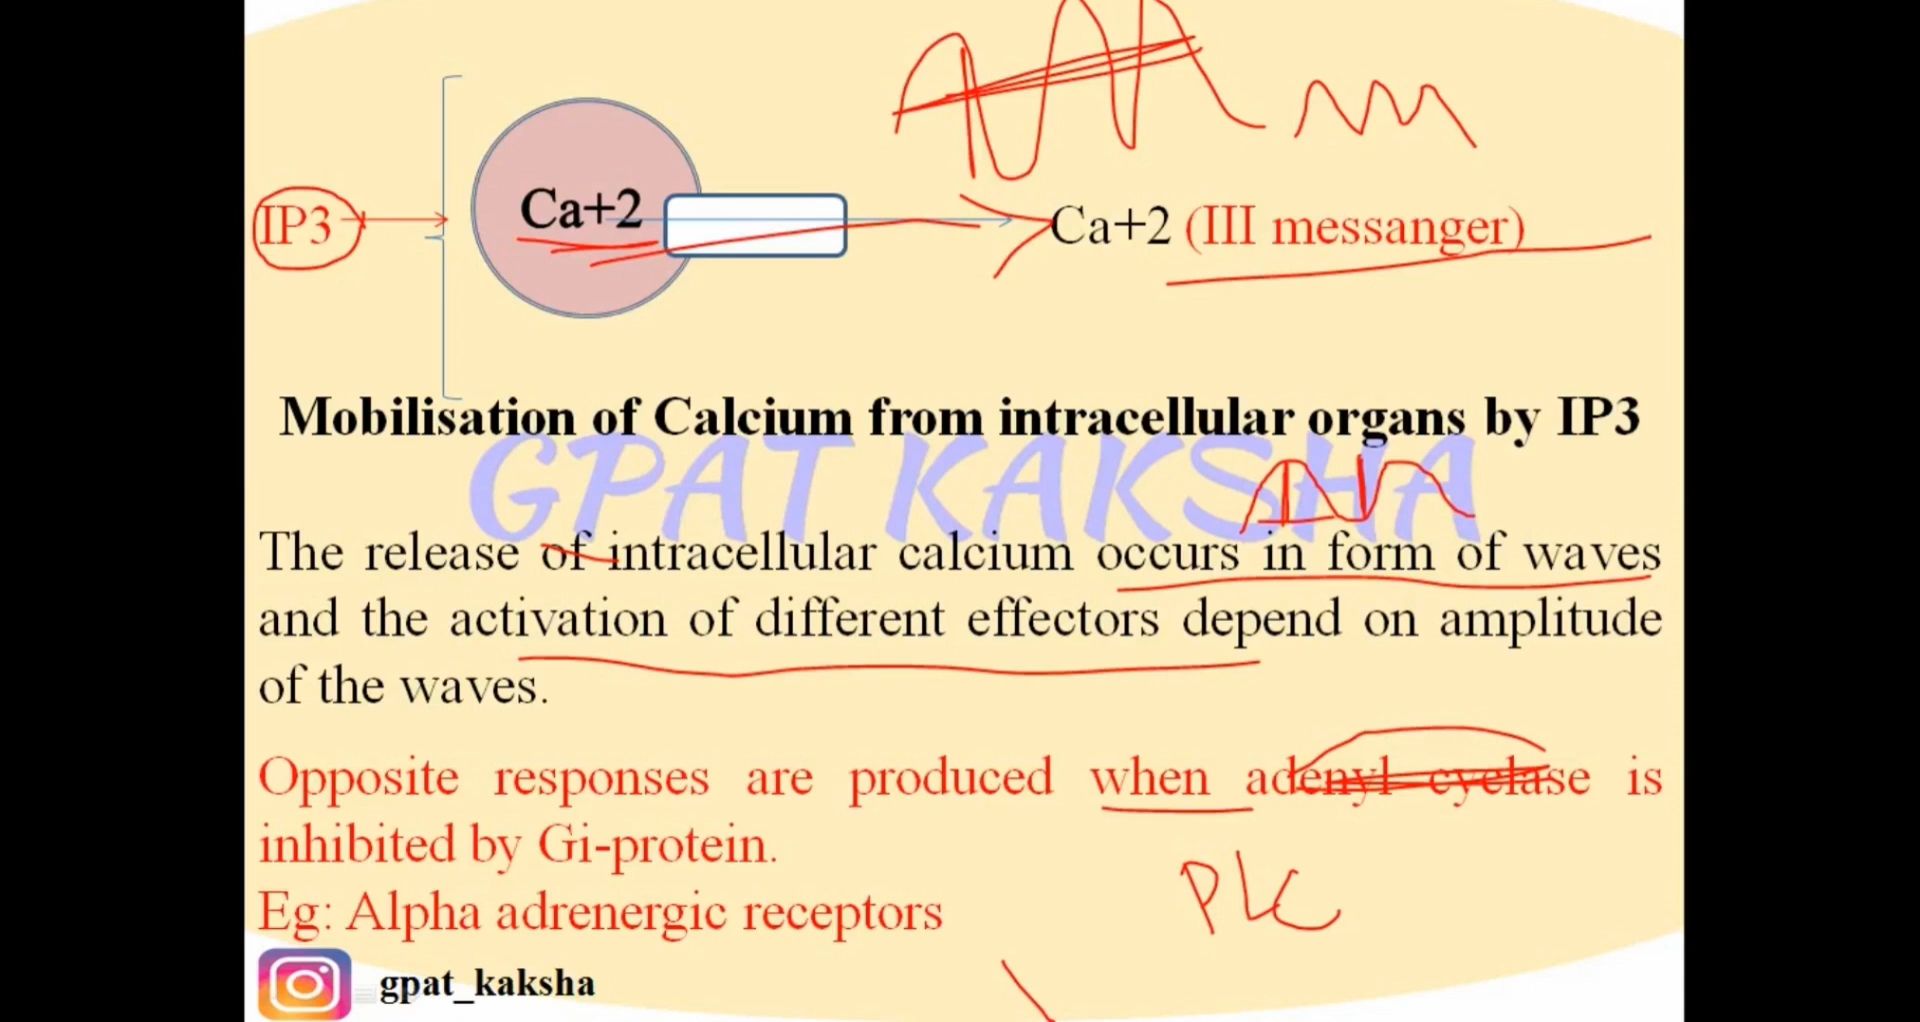 IP3
Ca+2
Ca+2 (III messanger)
Mobilisation of Calcium from intracellular organs by IP3
GPAT KAKSHA
The release of intracellular calcium occurs in form of waves
and the activation of different effectors depend on amplitude
of the waves.
Opposite responses are produced when adenyl cyclase is
inhibited by Gi-protein.
PLC
Eg: Alpha adrenergic receptors
gpat_kaksha